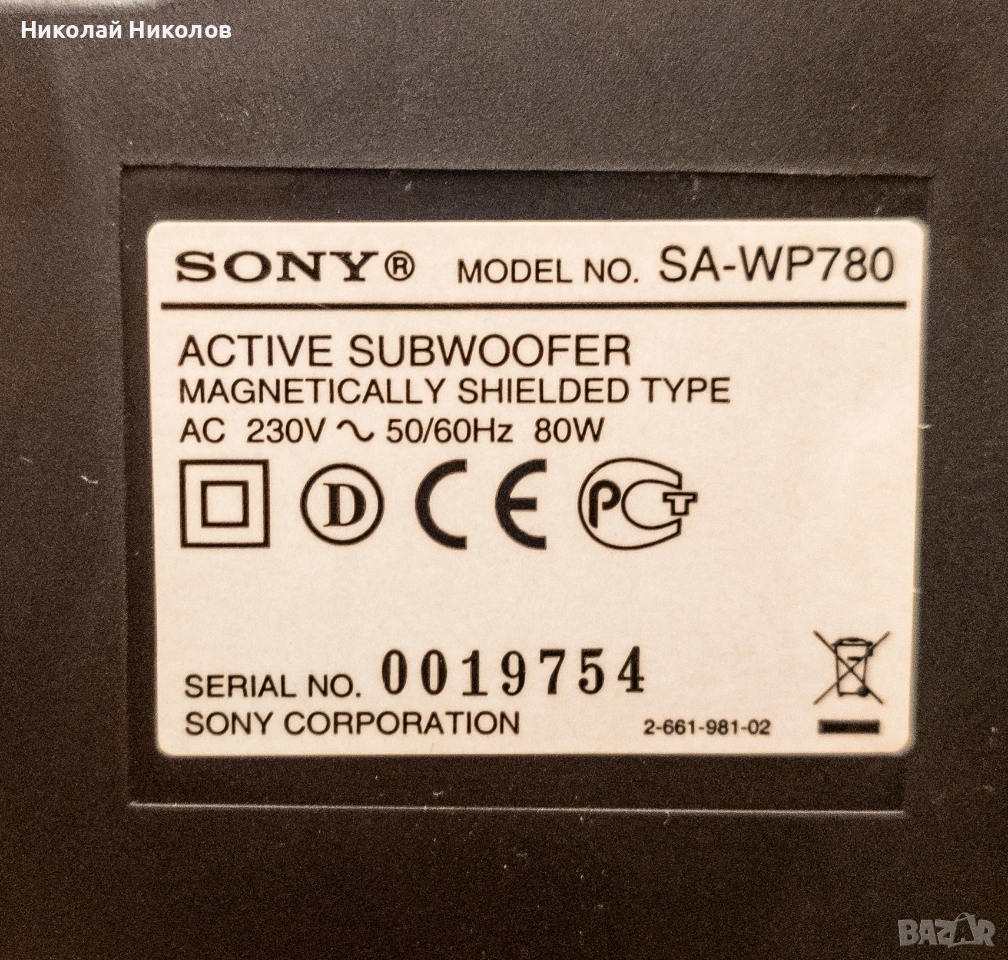 Николай Николов
SONY® MODEL NO. SA-WP780
ACTIVE SUBWOOFER
MAGNETICALLY SHIELDED TYPE
AC 230V ~ 50/60Hz 80W
D CE PCT
SERIAL NO. 0019754
SONY CORPORATION 2-661-981-02
BAZAR